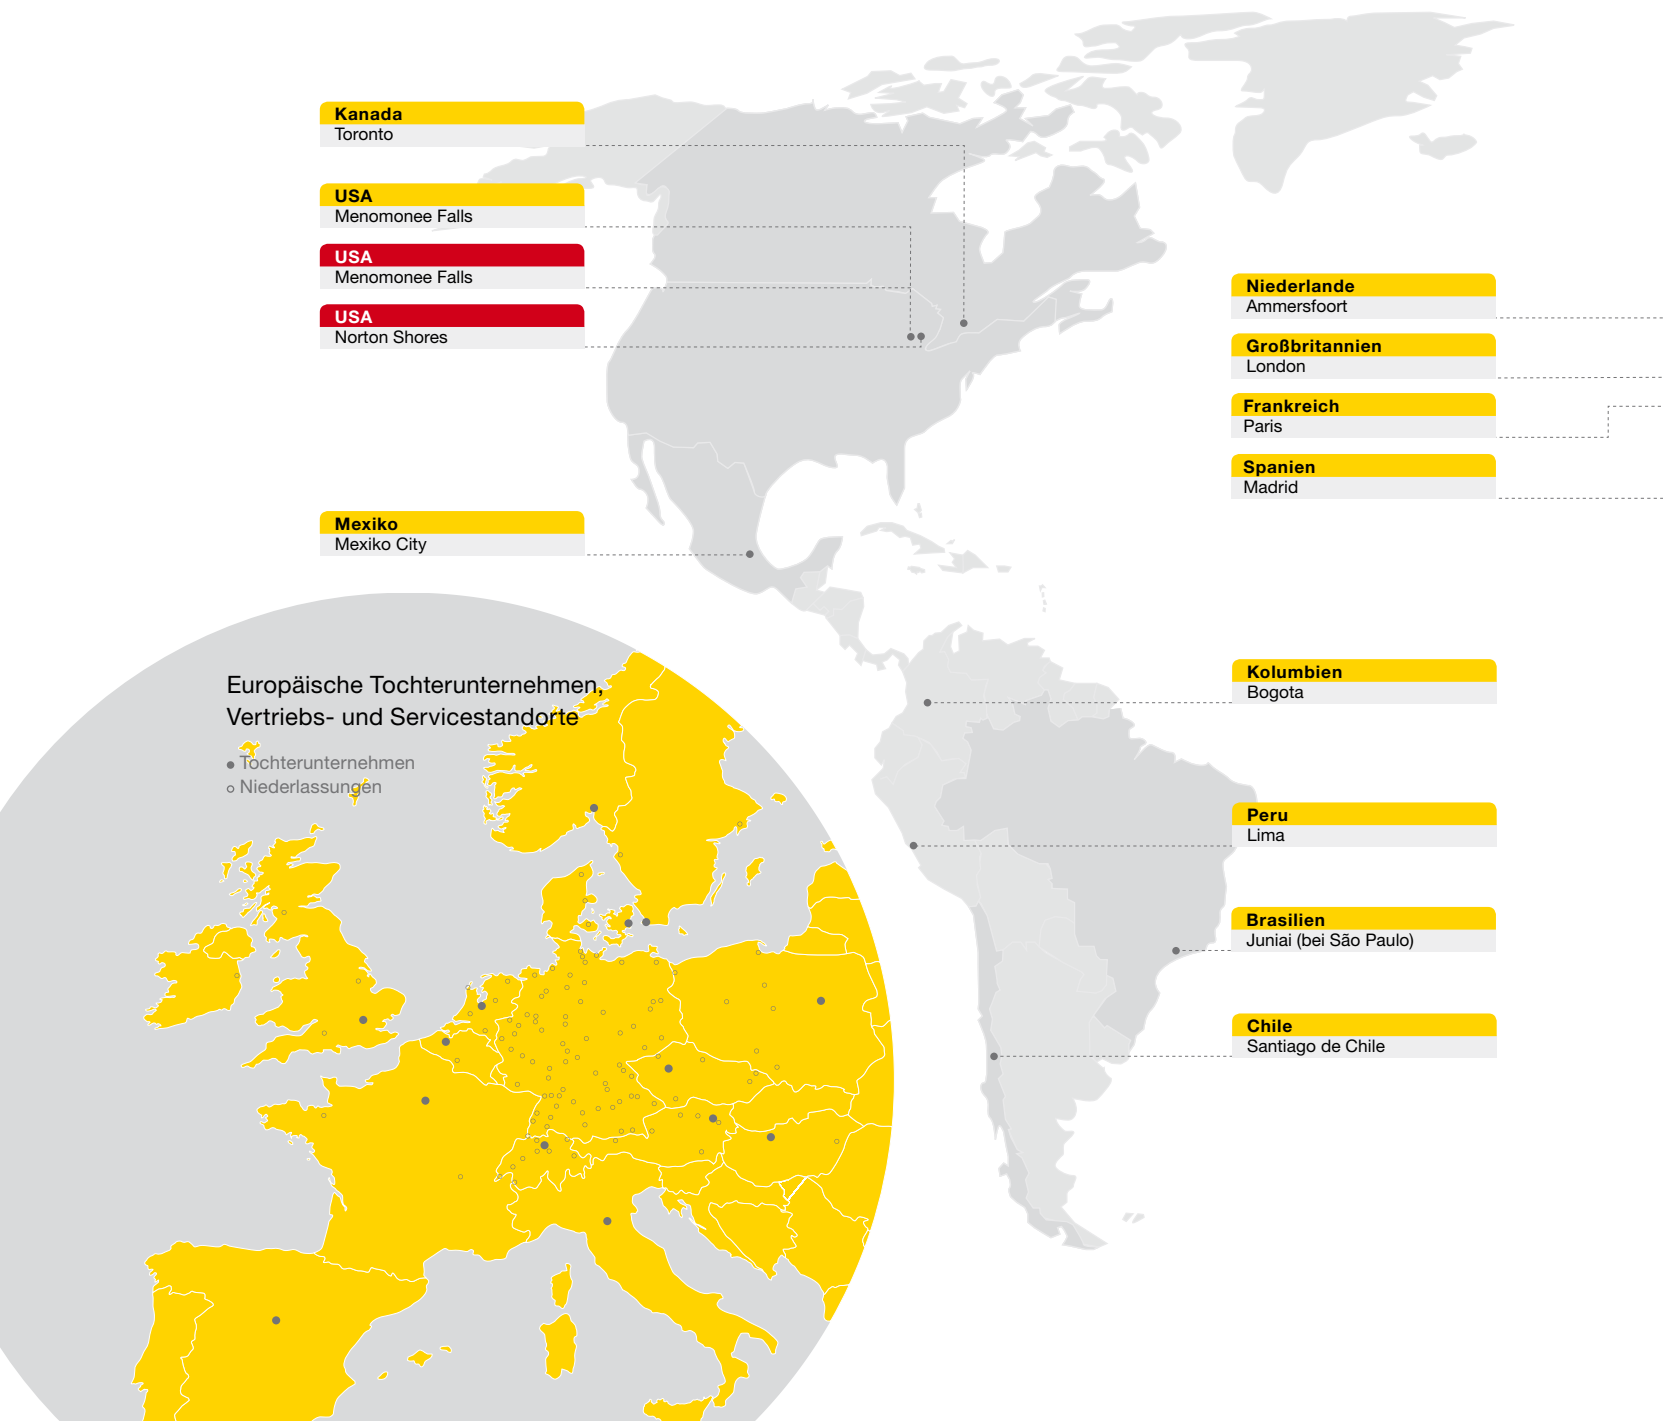 Kanada
Toronto
USA
Menomonee Falls
USA
Menomonee Falls
USA
Norton Shores
Mexiko
Mexiko City
Niederlande
Ammersfoort
Großbritannien
London
Frankreich
Paris
Spanien
Madrid
Kolumbien
Bogota
Peru
Lima
Brasilien
Juniai (bei São Paulo)
Chile
Santiago de Chile
Europäische Tochterunternehmen,
Vertriebs- und Servicestandorte
Tochterunternehmen
Niederlassungen